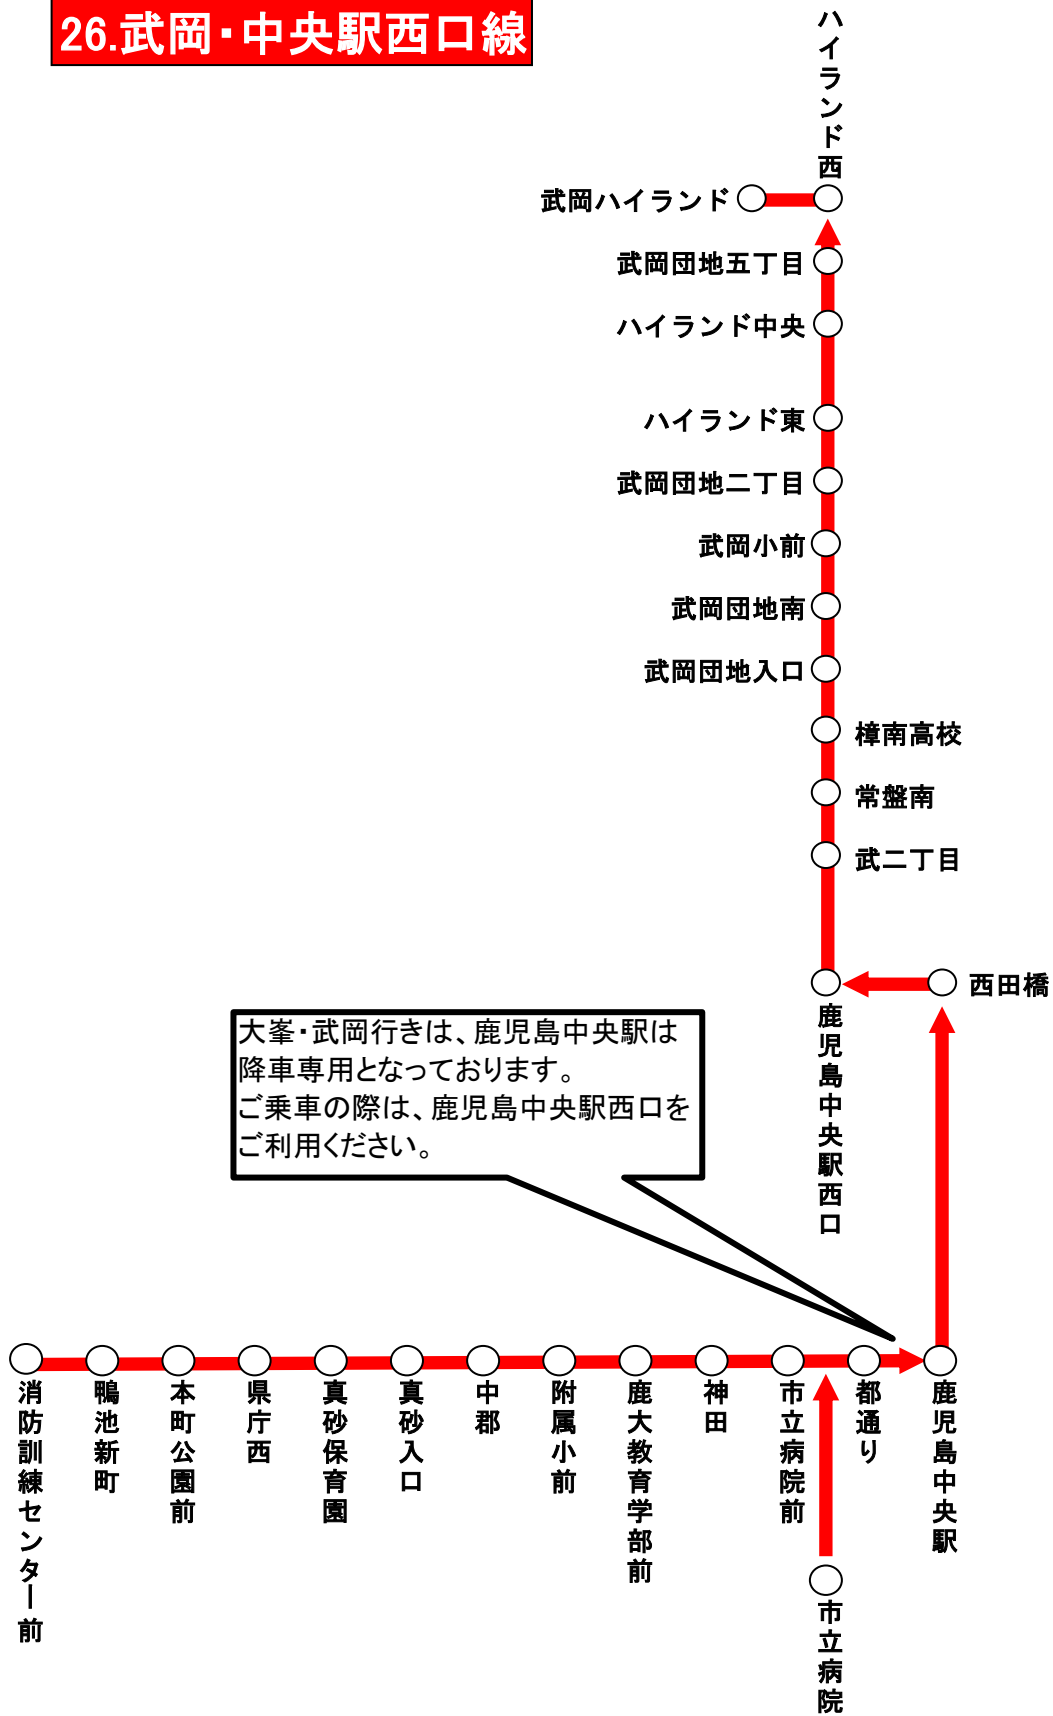 26.武岡・中央駅西口線
ハイランド西
武岡ハイランド
武岡団地五丁目
ハイランド中央
ハイランド東
武岡団地二丁目
武岡小前
武岡団地南
武岡団地入口
樟南高校
常盤南
武二丁目
西田橋
鹿児島中央駅西口
大峯・武岡行きは、鹿児島中央駅は
降車専用となっております。
ご乗車の際は、鹿児島中央駅西口を
ご利用ください。
消防訓練センター前
鴨池新町
本町公園前
県庁西
真砂保育園
真砂入口
中郡
附属小前
鹿大教育学部前
神田
市立病院前
都通り
鹿児島中央駅
市立病院